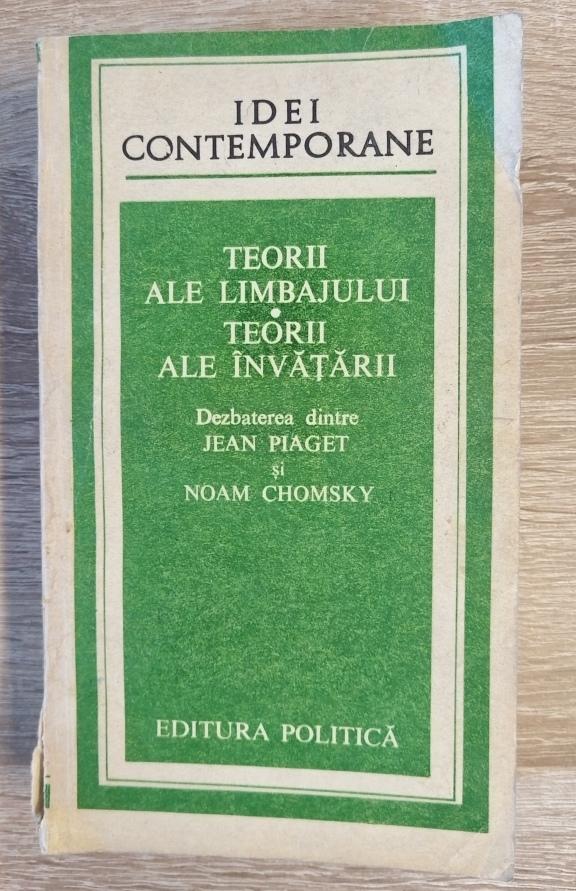 IDEI
CONTEMPORANE
TEORII
ALE LIMBAJULUI
•
TEORII
ALE ÎNVĂȚĂRII
Dezbaterea dintre
JEAN PIAGET
și
NOAM CHOMSKY
EDITURA POLITICĂ